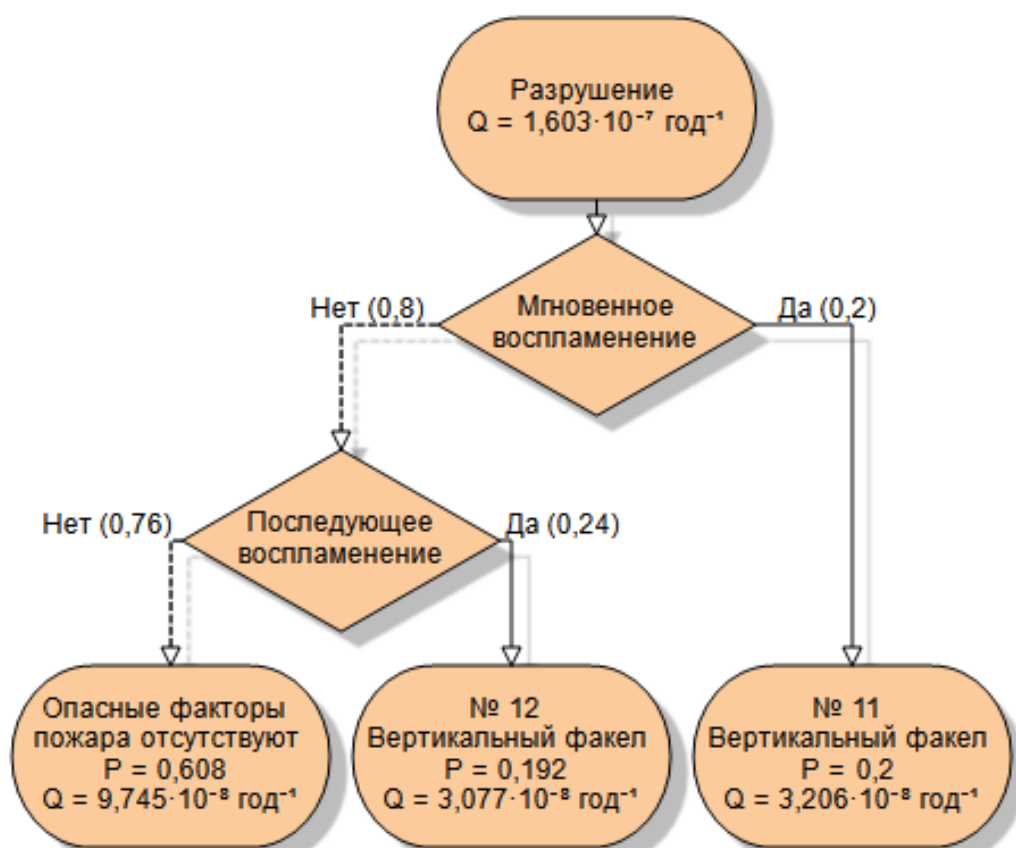 Разрушение
Q = 1,603·10⁻⁷ год⁻¹
Нет (0,8)
Мгновенное
воспламенение
Да (0,2)
Нет (0,76)
Последующее
воспламенение
Да (0,24)
Опасные факторы
пожара отсутствуют
P = 0,608
Q = 9,745·10⁻⁸ год⁻¹
№ 12
Вертикальный факел
P = 0,192
Q = 3,077·10⁻⁸ год⁻¹
№ 11
Вертикальный факел
P = 0,2
Q = 3,206·10⁻⁸ год⁻¹